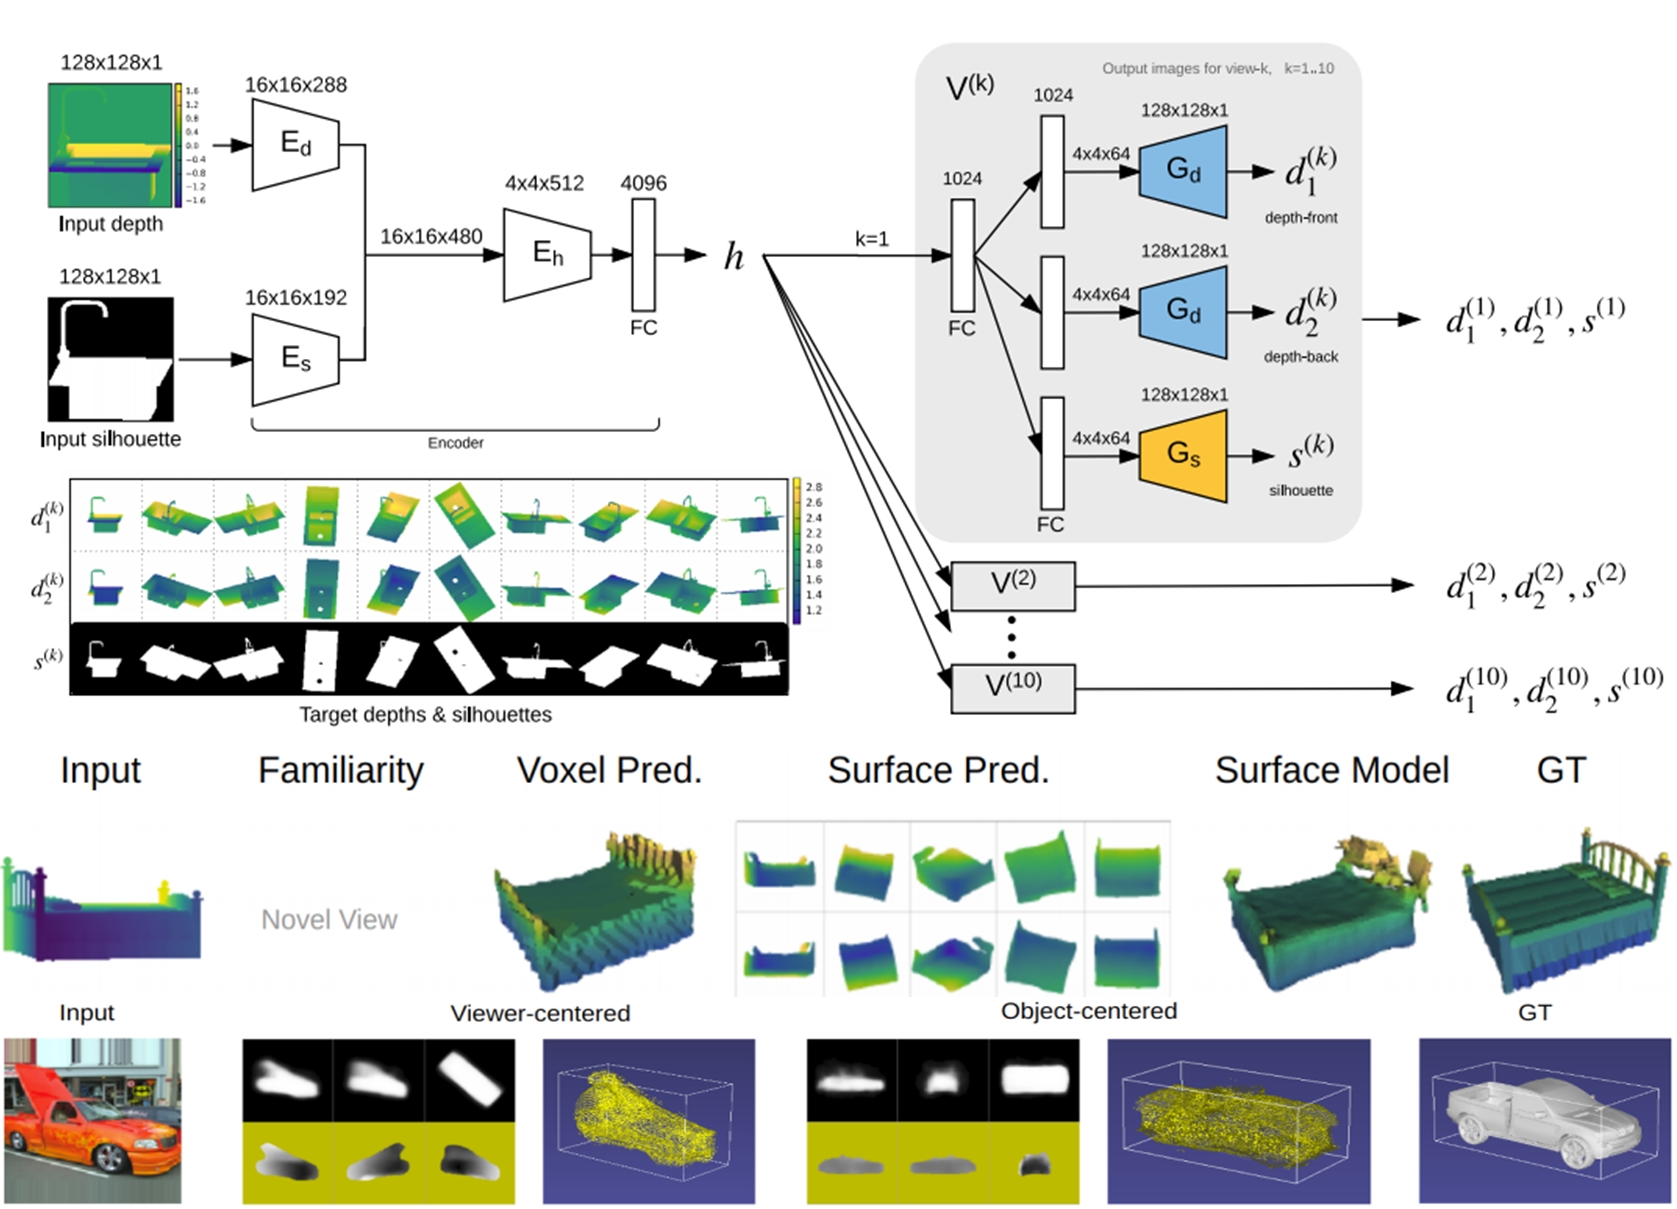 128x128x1
1.6
1.2
0.8
0.4
0.0
−0.4
−0.8
−1.2
−1.6
Input depth
16x16x288
E_d
128x128x1
Input silhouette
16x16x192
E_s
Encoder
16x16x480
4x4x512
E_h
4096
FC
h
k=1
V^(k)
Output images for view-k, k=1..10
1024
FC
1024
4x4x64
128x128x1
G_d
d_1^(k)
depth-front
4x4x64
128x128x1
G_d
d_2^(k)
depth-back
4x4x64
128x128x1
G_s
s^(k)
silhouette
FC
d_1^(1), d_2^(1), s^(1)
V^(2)
d_1^(2), d_2^(2), s^(2)
V^(10)
d_1^(10), d_2^(10), s^(10)
d_1^(k)
d_2^(k)
s^(k)
2.8
2.6
2.4
2.2
2.0
1.8
1.6
1.4
1.2
Target depths & silhouettes
Input Familiarity Voxel Pred. Surface Pred. Surface Model GT
Novel View
Input Viewer-centered Object-centered GT